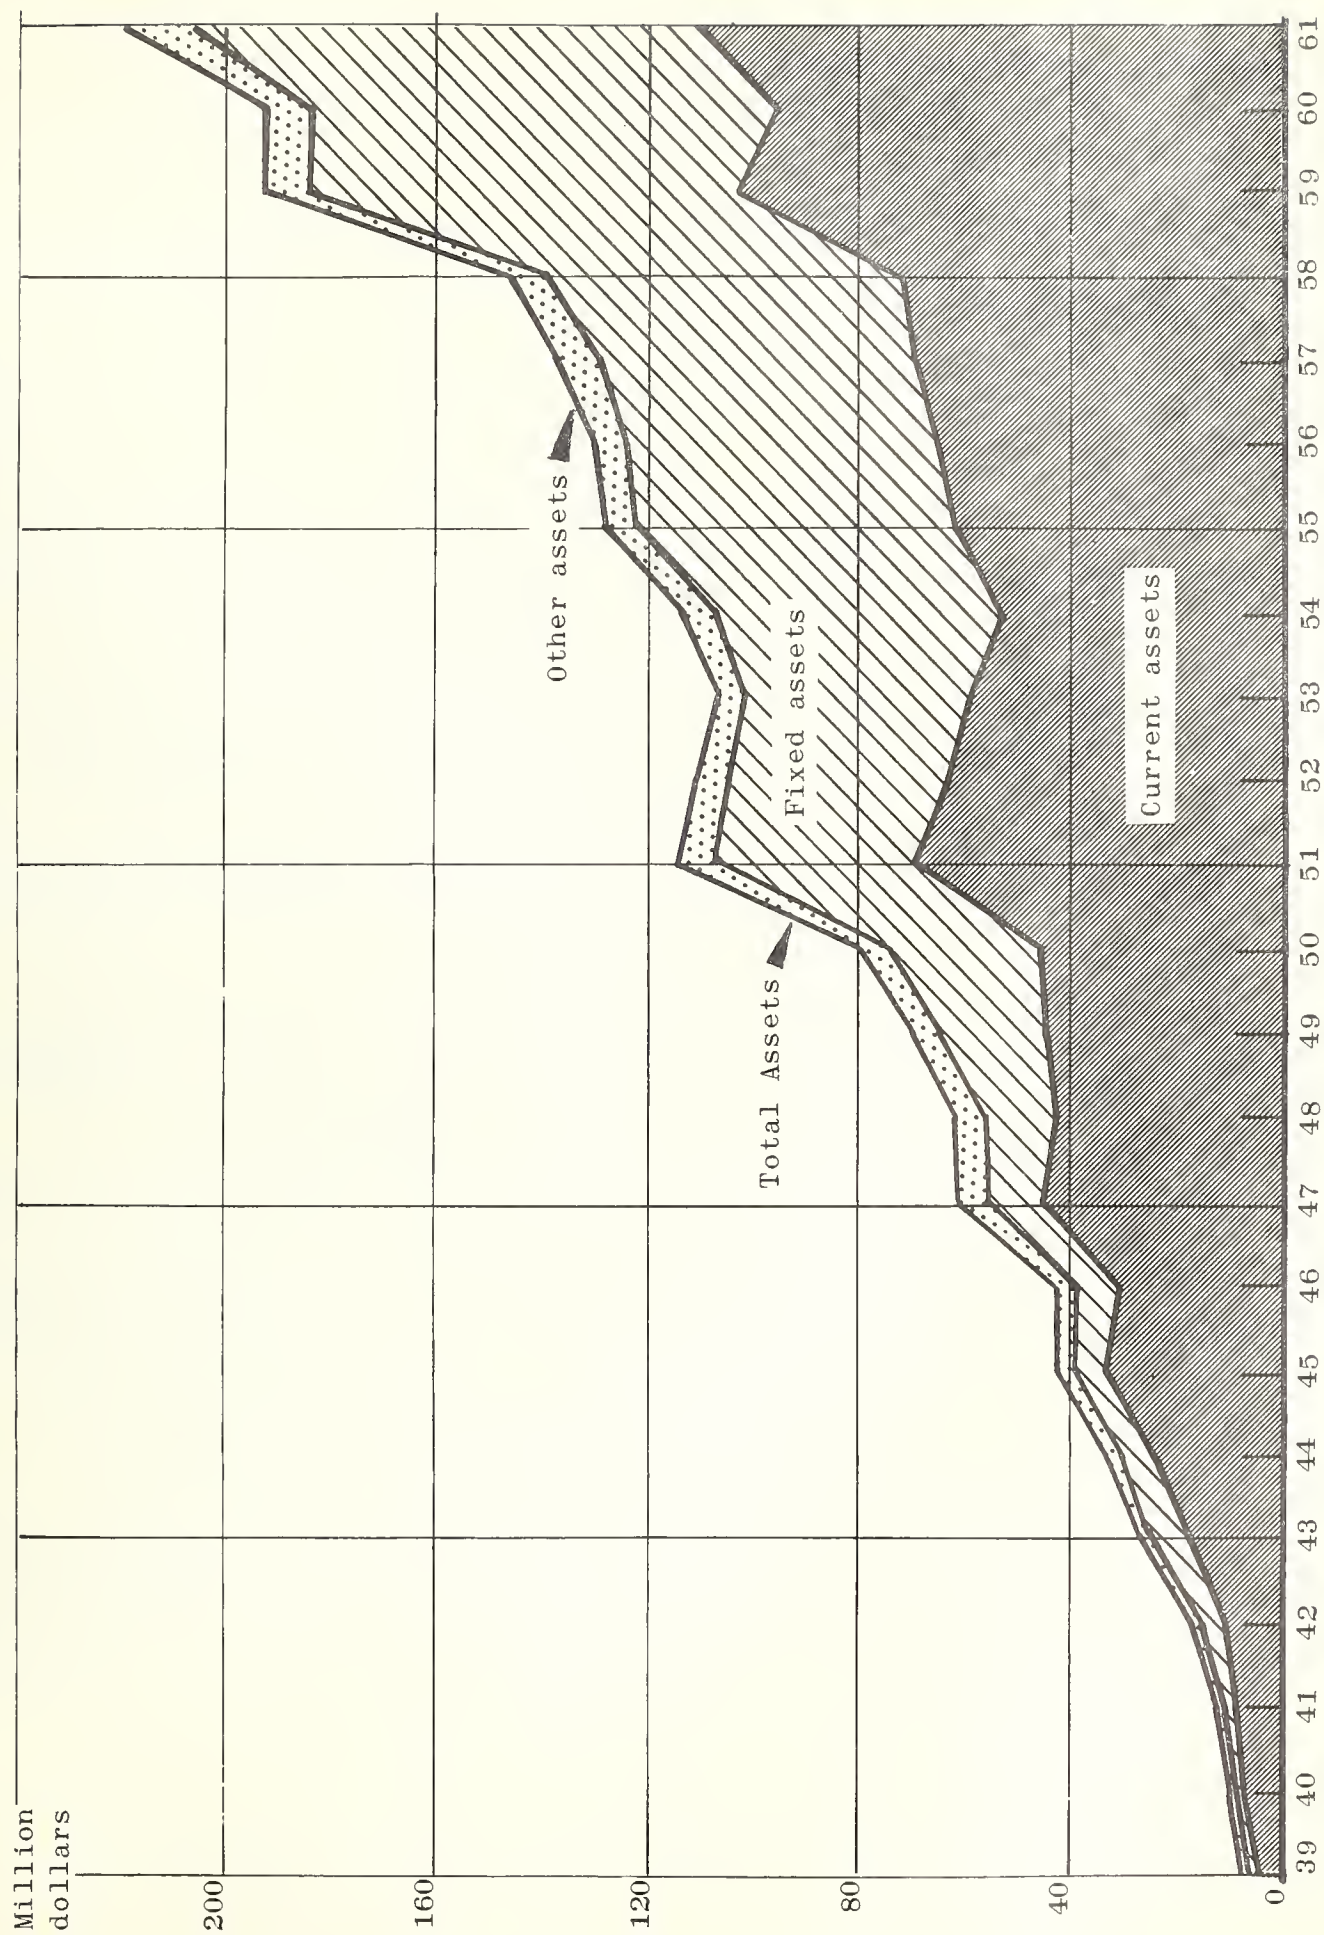 Million
dollars
200
160
120
80
40
0
Other assets
Total Assets
Fixed assets
Current assets
39 40 41 42 43 44 45 46 47 48 49 50 51 52 53 54 55 56 57 58 59 60 61